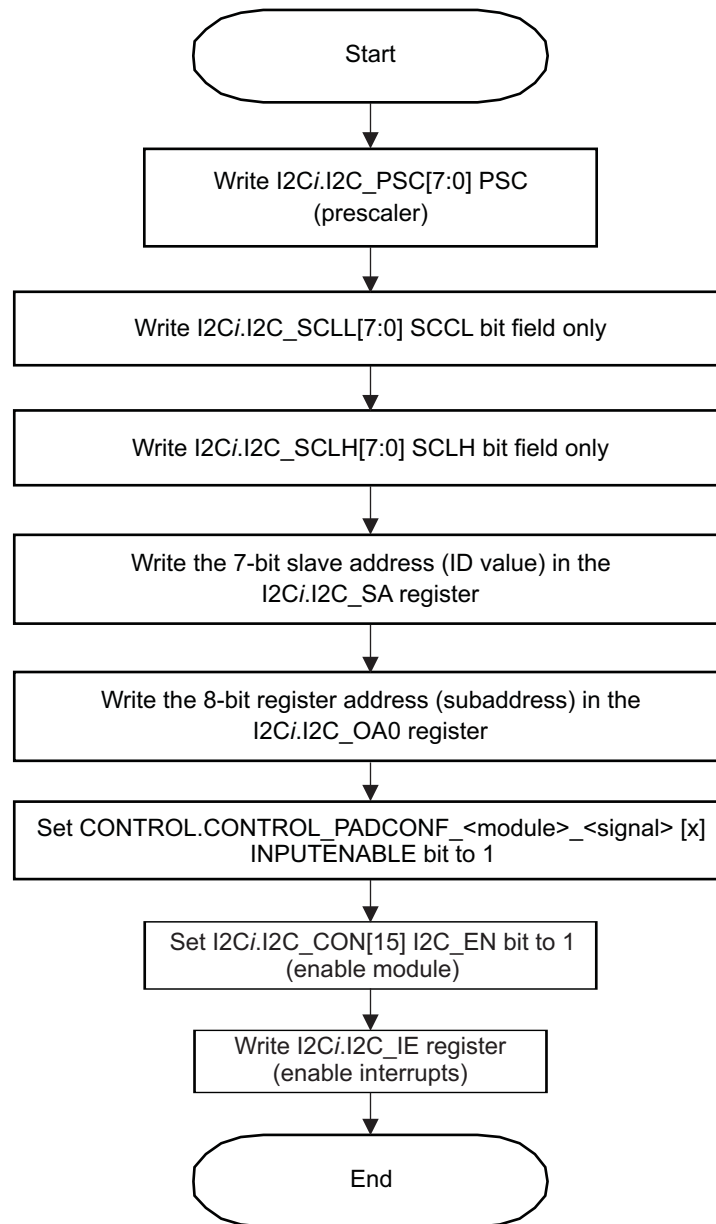 Start
Write I2Ci.I2C_PSC[7:0] PSC
(prescaler)
Write I2Ci.I2C_SCLL[7:0] SCCL bit field only
Write I2Ci.I2C_SCLH[7:0] SCLH bit field only
Write the 7-bit slave address (ID value) in the
I2Ci.I2C_SA register
Write the 8-bit register address (subaddress) in the
I2Ci.I2C_OA0 register
Set CONTROL.CONTROL_PADCONF_<module>_<signal> [x]
INPUTENABLE bit to 1
Set I2Ci.I2C_CON[15] I2C_EN bit to 1
(enable module)
Write I2Ci.I2C_IE register
(enable interrupts)
End